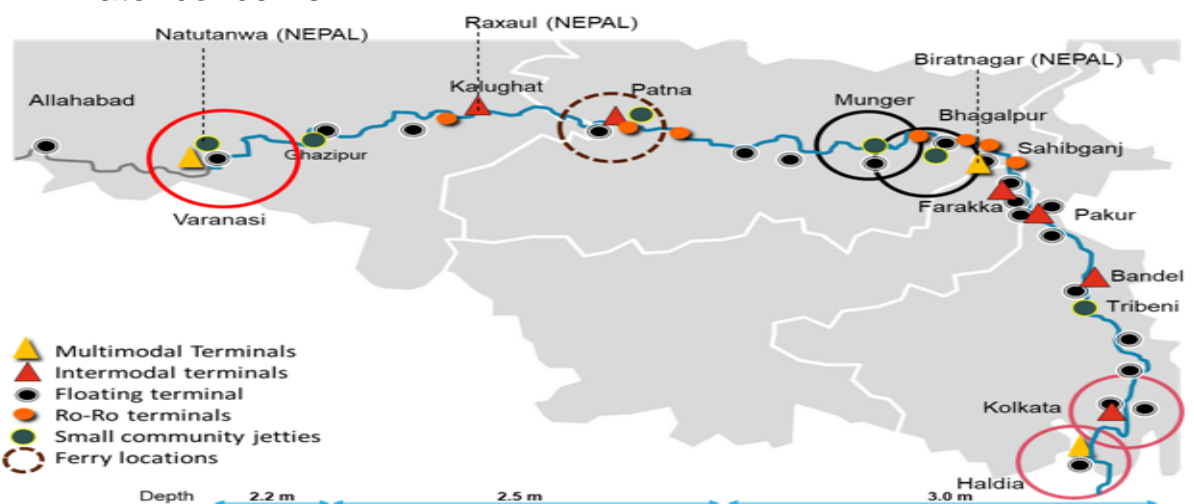 Raxaul (NEPAL)
Natutanwa (NEPAL)
Biratnagar (NEPAL)
Kalughat
Patna
Allahabad
Munger
Bhagalpur
Ghazipur
Sahibganj
Varanasi
Farakka
Pakur
Bandel
Tribeni
Multimodal Terminals
Intermodal terminals
Floating terminal
Ro-Ro terminals
Small community jetties
Ferry locations
Kolkata
Haldia
Depth 2.2 m 2.5 m 3.0 m